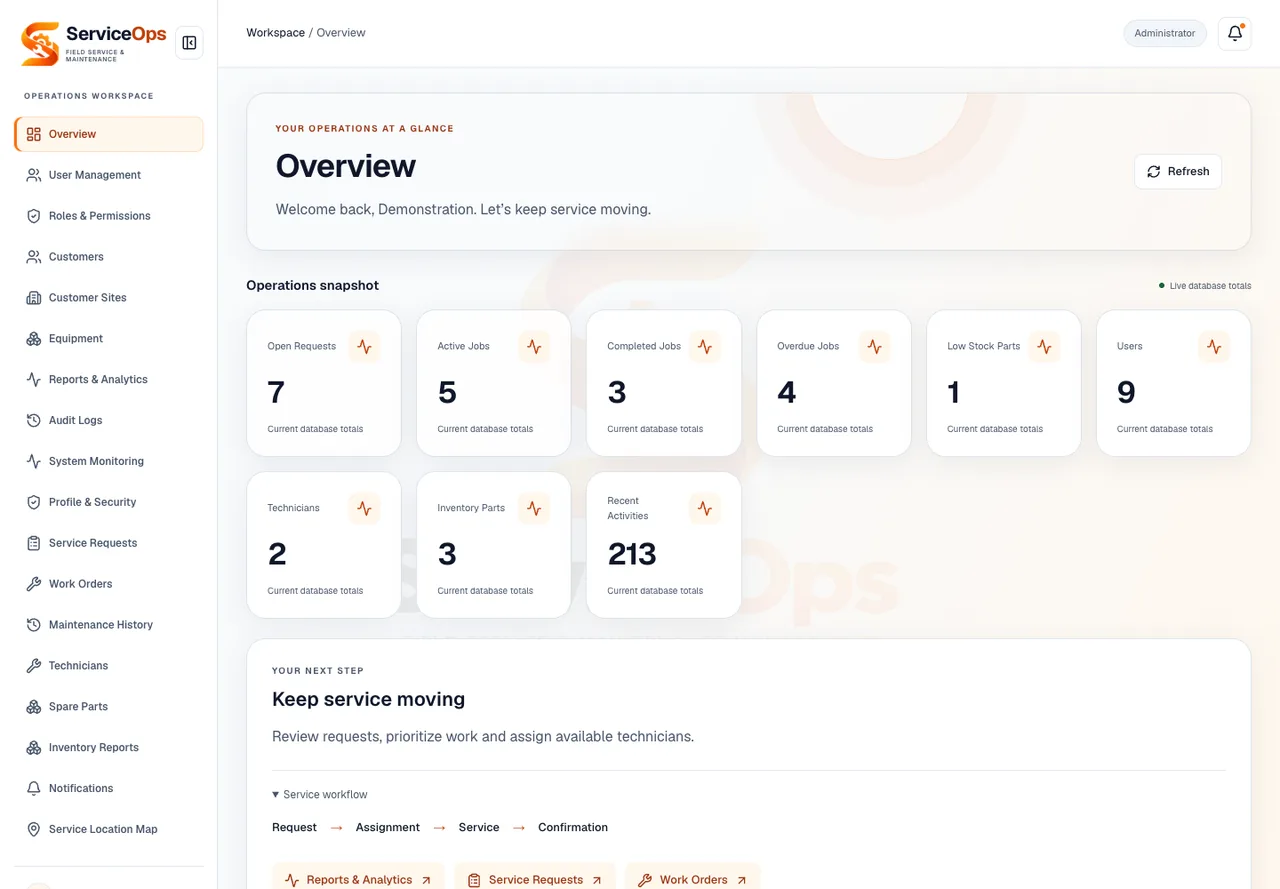 ServiceOps
FIELD SERVICE &
MAINTENANCE
OPERATIONS WORKSPACE
Overview
User Management
Roles & Permissions
Customers
Customer Sites
Equipment
Reports & Analytics
Audit Logs
System Monitoring
Profile & Security
Service Requests
Work Orders
Maintenance History
Technicians
Spare Parts
Inventory Reports
Notifications
Service Location Map
Workspace / Overview
Administrator
YOUR OPERATIONS AT A GLANCE
Overview
Welcome back, Demonstration. Let's keep service moving.
Refresh
Operations snapshot
Live database totals
Open Requests
7
Current database totals
Active Jobs
5
Current database totals
Completed Jobs
3
Current database totals
Overdue Jobs
4
Current database totals
Low Stock Parts
1
Current database totals
Users
9
Current database totals
Technicians
2
Current database totals
Inventory Parts
3
Current database totals
Recent
Activities
213
Current database totals
YOUR NEXT STEP
Keep service moving
Review requests, prioritize work and assign available technicians.
▼ Service workflow
Request → Assignment → Service → Confirmation
Reports & Analytics ↗ Service Requests ↗ Work Orders ↗